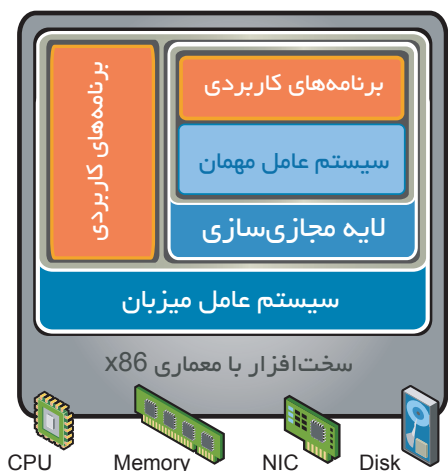 برنامه‌های کاربردی
برنامه‌های کاربردی
سیستم عامل مهمان
لایه مجازی‌سازی
سیستم عامل میزبان
سخت‌افزار با معماری x86
CPU Memory NIC Disk